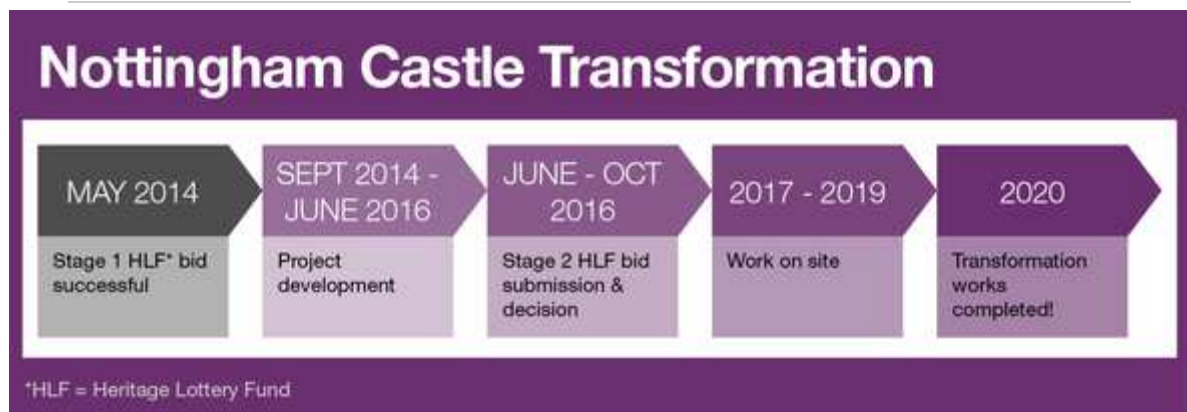 Nottingham Castle Transformation
MAY 2014
Stage 1 HLF* bid
successful
SEPT 2014 -
JUNE 2016
Project
development
JUNE - OCT
2016
Stage 2 HLF bid
submission &
decision
2017 - 2019
Work on site
2020
Transformation
works
completed!
*HLF = Heritage Lottery Fund